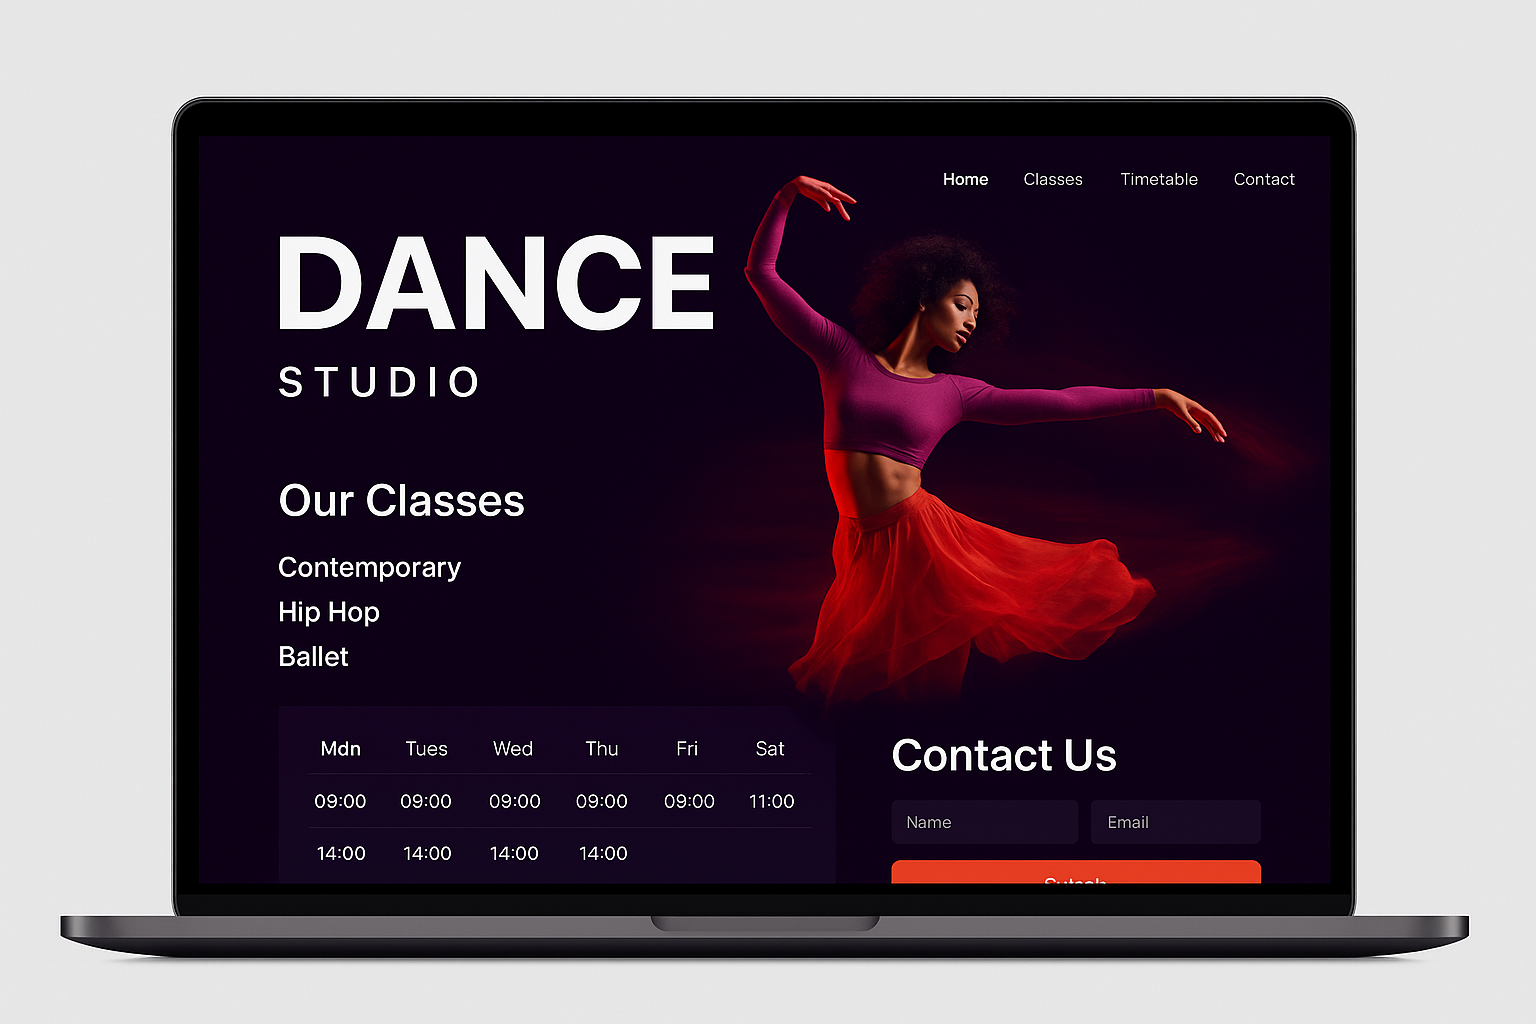 Home Classes Timetable Contact
DANCE
STUDIO
Our Classes
Contemporary
Hip Hop
Ballet
Mdn Tues Wed Thu Fri Sat
09:00 09:00 09:00 09:00 09:00 11:00
14:00 14:00 14:00 14:00
Contact Us
Name Email